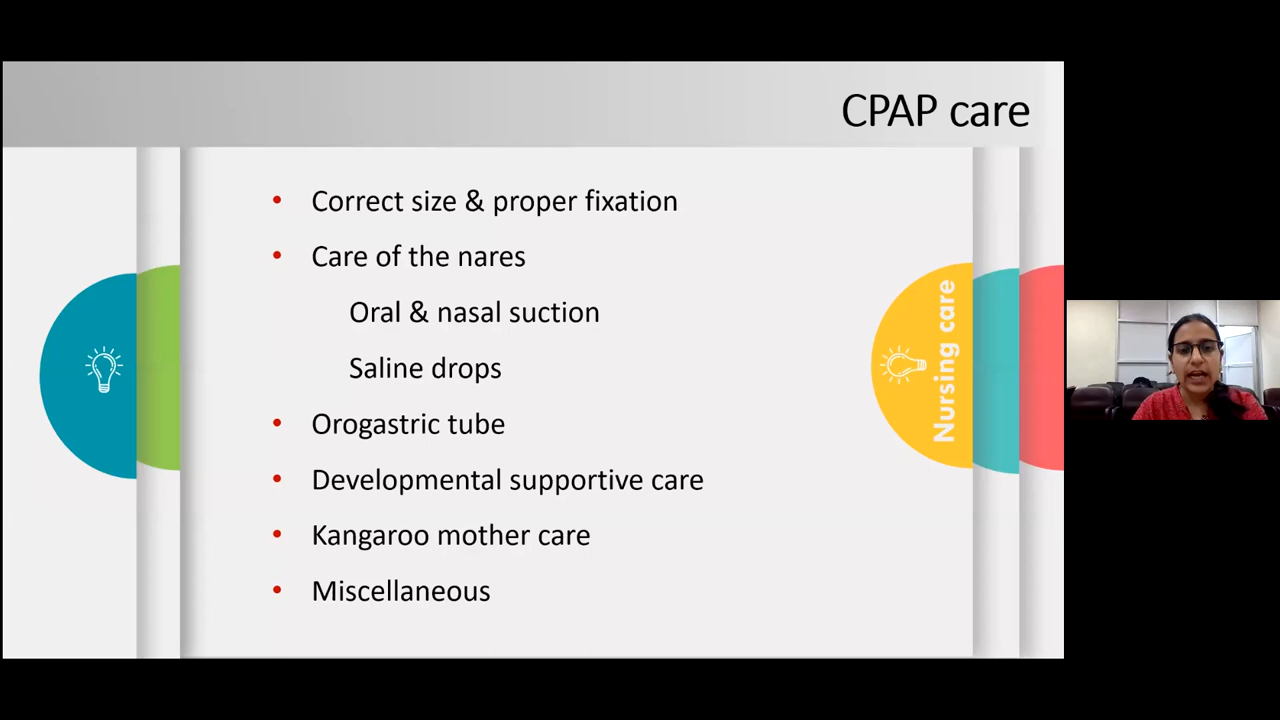 CPAP care
• Correct size & proper fixation
• Care of the nares
Oral & nasal suction
Saline drops
• Orogastric tube
• Developmental supportive care
• Kangaroo mother care
• Miscellaneous
Nursing care